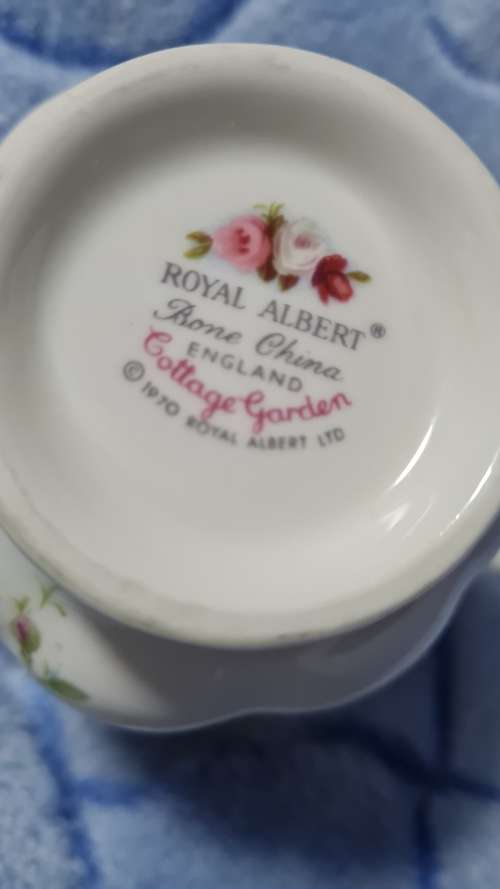 ROYAL ALBERT®
Bone China
ENGLAND
Cottage Garden
© 1970 ROYAL ALBERT LTD